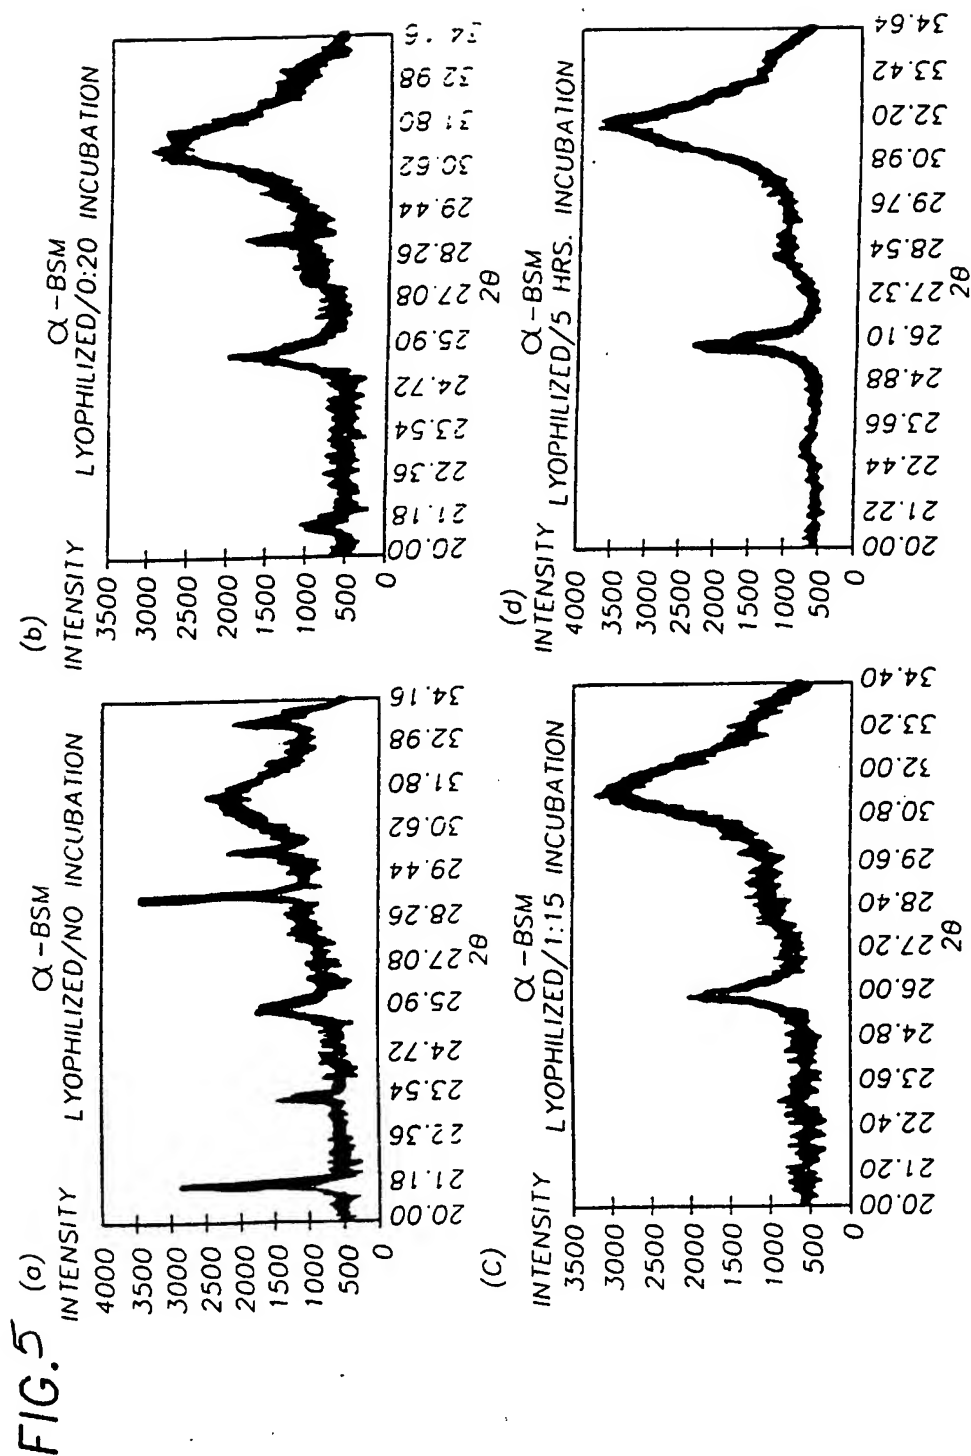 FIG.5
(a)
α-BSM
INTENSITY LYOPHILIZED/NO INCUBATION
4000
3500
3000
2500
2000
1500
1000
500
0
20.00 21.18 22.36 23.54 24.72 25.90 27.08 28.26 29.44 30.62 31.80 32.98 34.16
2θ
(b)
α-BSM
INTENSITY LYOPHILIZED/0:20 INCUBATION
3500
3000
2500
2000
1500
1000
500
0
20.00 21.18 22.36 23.54 24.72 25.90 27.08 28.26 29.44 30.62 31.80 32.98
2θ
(C)
α-BSM
INTENSITY LYOPHILIZED/1:15 INCUBATION
3500
3000
2500
2000
1500
1000
500
0
20.00 21.20 22.40 23.60 24.80 26.00 27.20 28.40 29.60 30.80 32.00 33.20 34.40
2θ
(d)
α-BSM
INTENSITY LYOPHILIZED/5 HRS. INCUBATION
4000
3500
3000
2500
2000
1500
1000
500
0
20.00 21.22 22.44 23.66 24.88 26.10 27.32 28.54 29.76 30.98 32.20 33.42 34.64
2θ